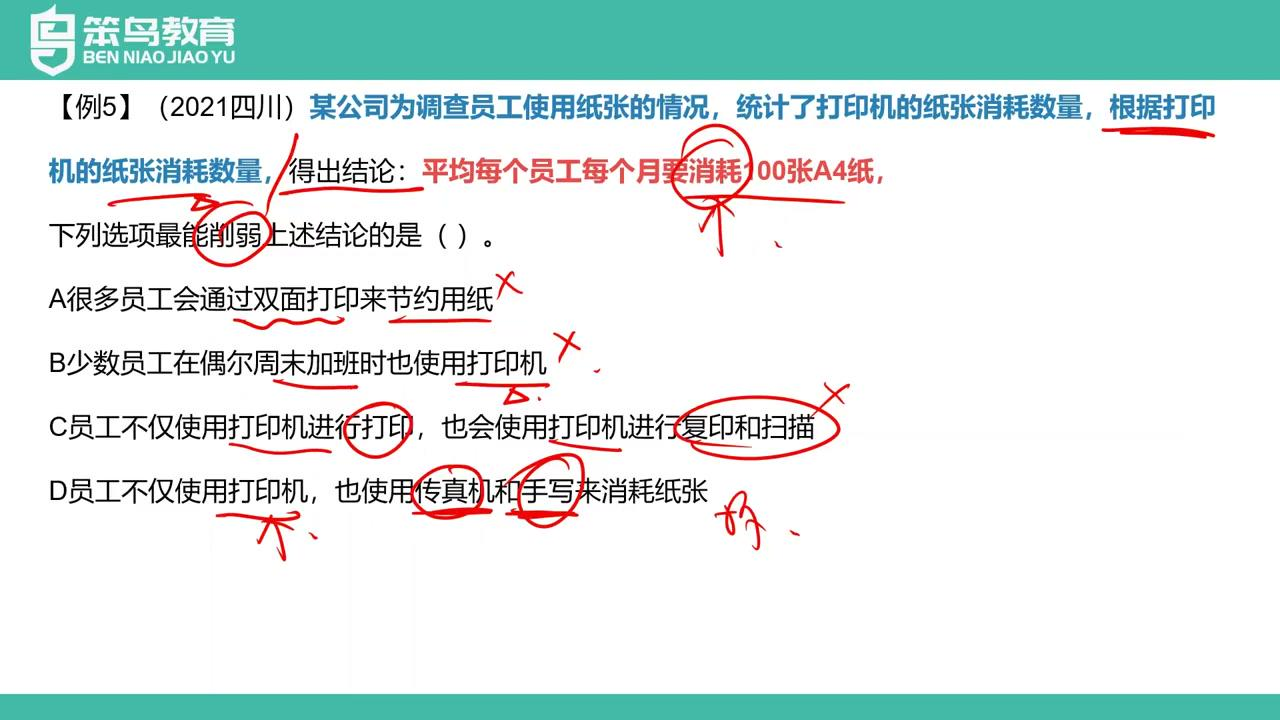 笨鸟教育
BEN NIAO JIAO YU
【例5】（2021四川）某公司为调查员工使用纸张的情况，统计了打印机的纸张消耗数量，根据打印
机的纸张消耗数量，得出结论：平均每个员工每个月要消耗100张A4纸，
下列选项最能削弱上述结论的是（ ）。
A很多员工会通过双面打印来节约用纸
B少数员工在偶尔周末加班时也使用打印机
C员工不仅使用打印机进行打印，也会使用打印机进行复印和扫描
D员工不仅使用打印机，也使用传真机和手写来消耗纸张